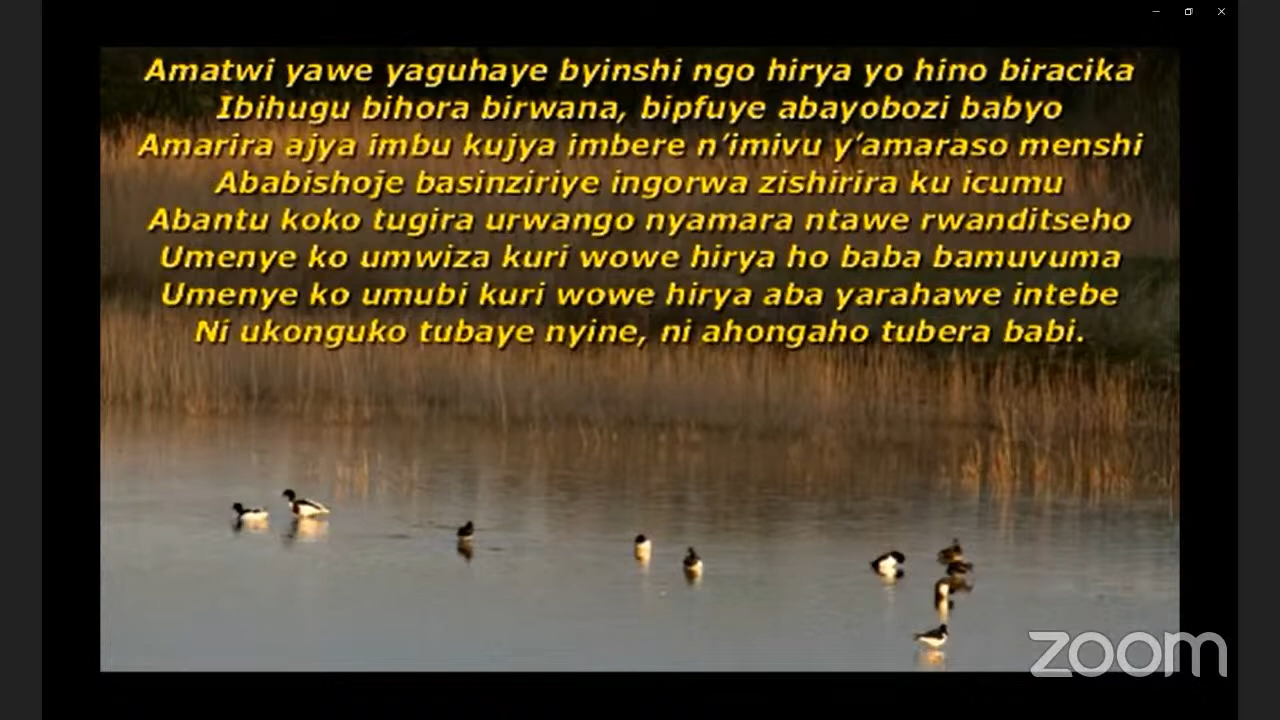 Amatwi yawe yaguhaye byinshi ngo hirya yo hino biracika
Ibihugu bihora birwana, bipfuye abayobozi babyo
Amarira ajya imbu kujya imbere n'imivu y'amaraso menshi
Ababishoje basinziriye ingorwa zishirira ku icumu
Abantu koko tugira urwango nyamara ntawe rwanditseho
Umenye ko umwiza kuri wowe hirya ho baba bamuvuma
Umenye ko umubi kuri wowe hirya aba yarahawe intebe
Ni ukonguko tubaye nyine, ni ahongaho tubera babi.
zoom